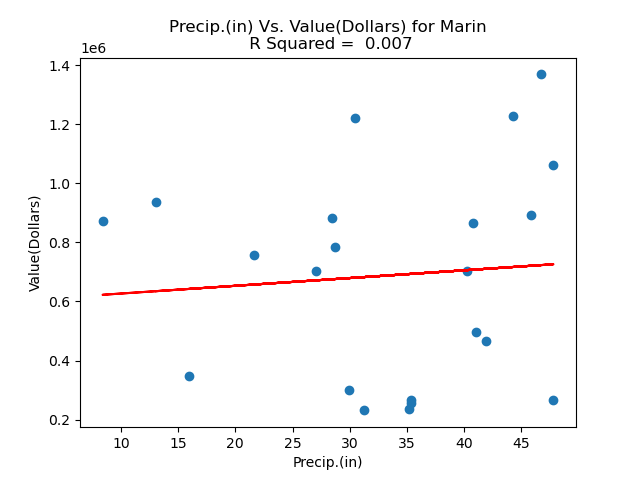 Precip.(in) Vs. Value(Dollars) for Marin
R Squared =  0.007
1e6
1.4
1.2
1.0
0.8
0.6
0.4
0.2
Value(Dollars)
10 15 20 25 30 35 40 45
Precip.(in)